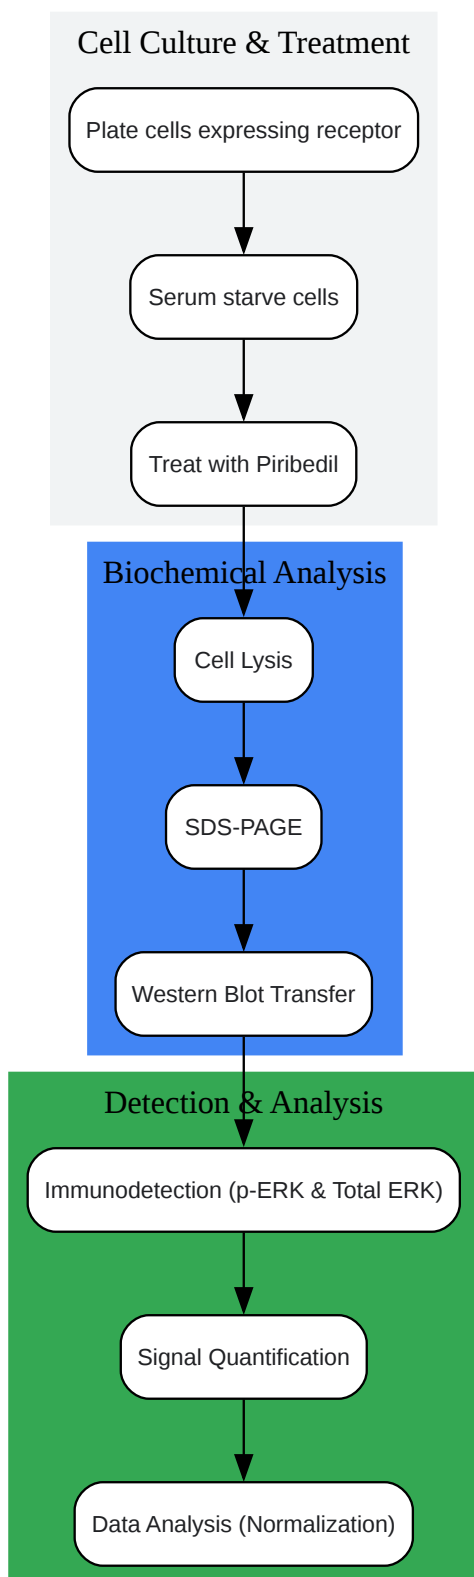 Cell Culture & Treatment
Plate cells expressing receptor
Serum starve cells
Treat with Piribedil
Biochemical Analysis
Cell Lysis
SDS-PAGE
Western Blot Transfer
Detection & Analysis
Immunodetection (p-ERK & Total ERK)
Signal Quantification
Data Analysis (Normalization)